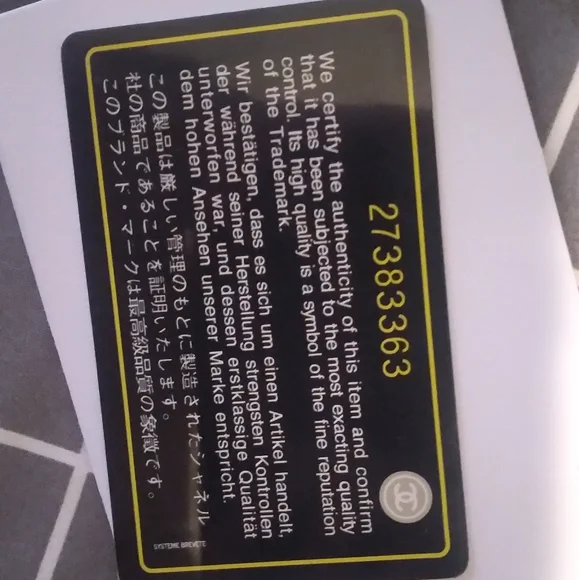 27383363
We certify the authenticity of this item and confirm
that it has been subjected to the most exacting quality
control. Its high quality is a symbol of the fine reputation
of the Trademark.
Wir bestätigen, dass es sich um einen Artikel handelt,
der während seiner Herstellung strengsten Kontrollen
unterworfen war, und dessen erstklassige Qualität
dem hohen Ansehen unserer Marke entspricht.
この製品は厳しい管理のもとに製造されたシャネル
社の商品であることを証明いたします。
このブランド・マークは最高級品質の象徴です。
SYSTEME BREVETE